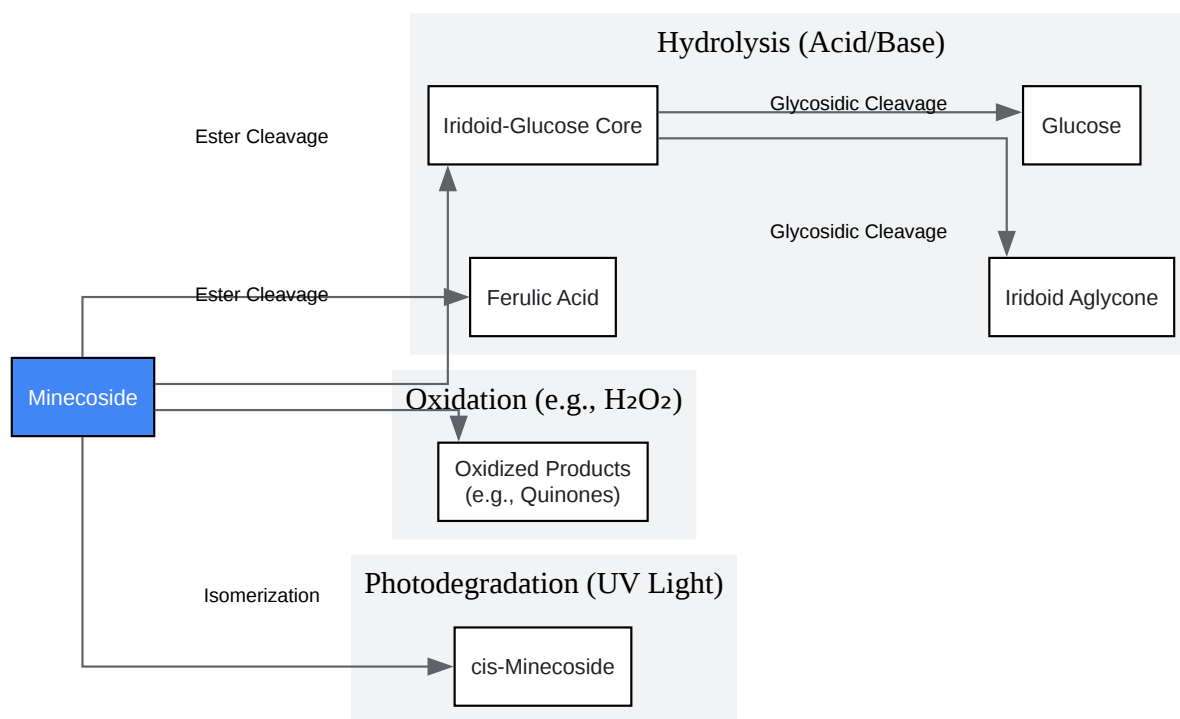 Hydrolysis (Acid/Base)
Glycosidic Cleavage
Iridoid-Glucose Core
Glucose
Ester Cleavage
Glycosidic Cleavage
Ester Cleavage
Ferulic Acid
Iridoid Aglycone
Minecoside
Oxidation (e.g., H₂O₂)
Oxidized Products
(e.g., Quinones)
Photodegradation (UV Light)
Isomerization
cis-Minecoside